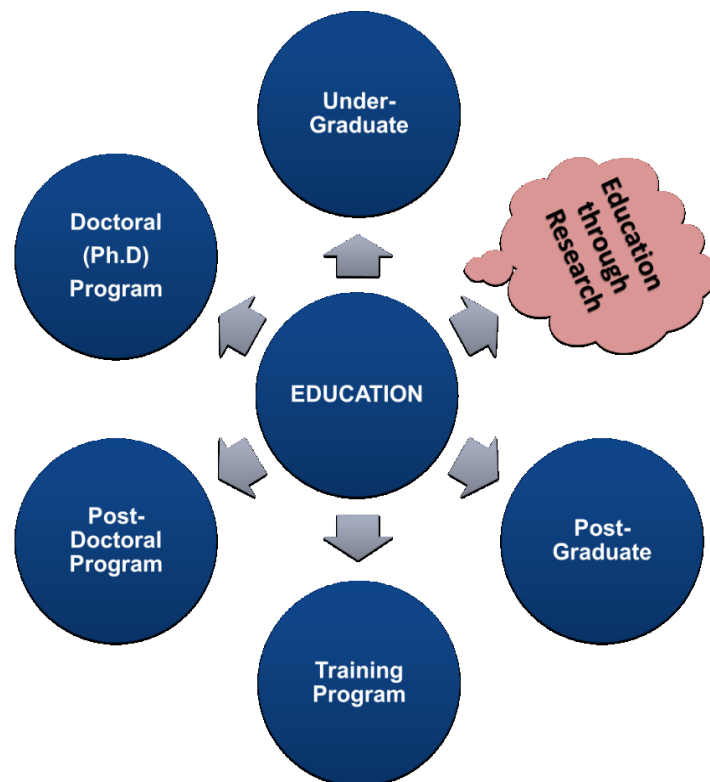 Under-
Graduate
Education
through
Research
Doctoral
(Ph.D)
Program
EDUCATION
Post-
Doctoral
Program
Post-
Graduate
Training
Program